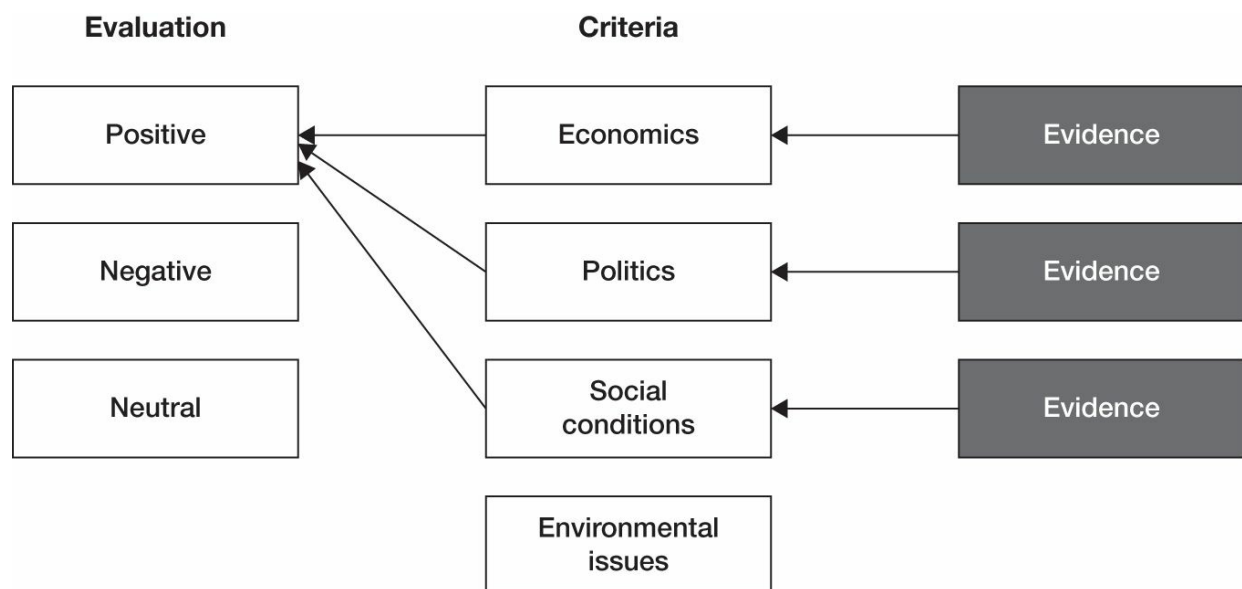 Evaluation
Criteria
Positive
Economics
Evidence
Negative
Politics
Evidence
Neutral
Social
conditions
Evidence
Environmental
issues